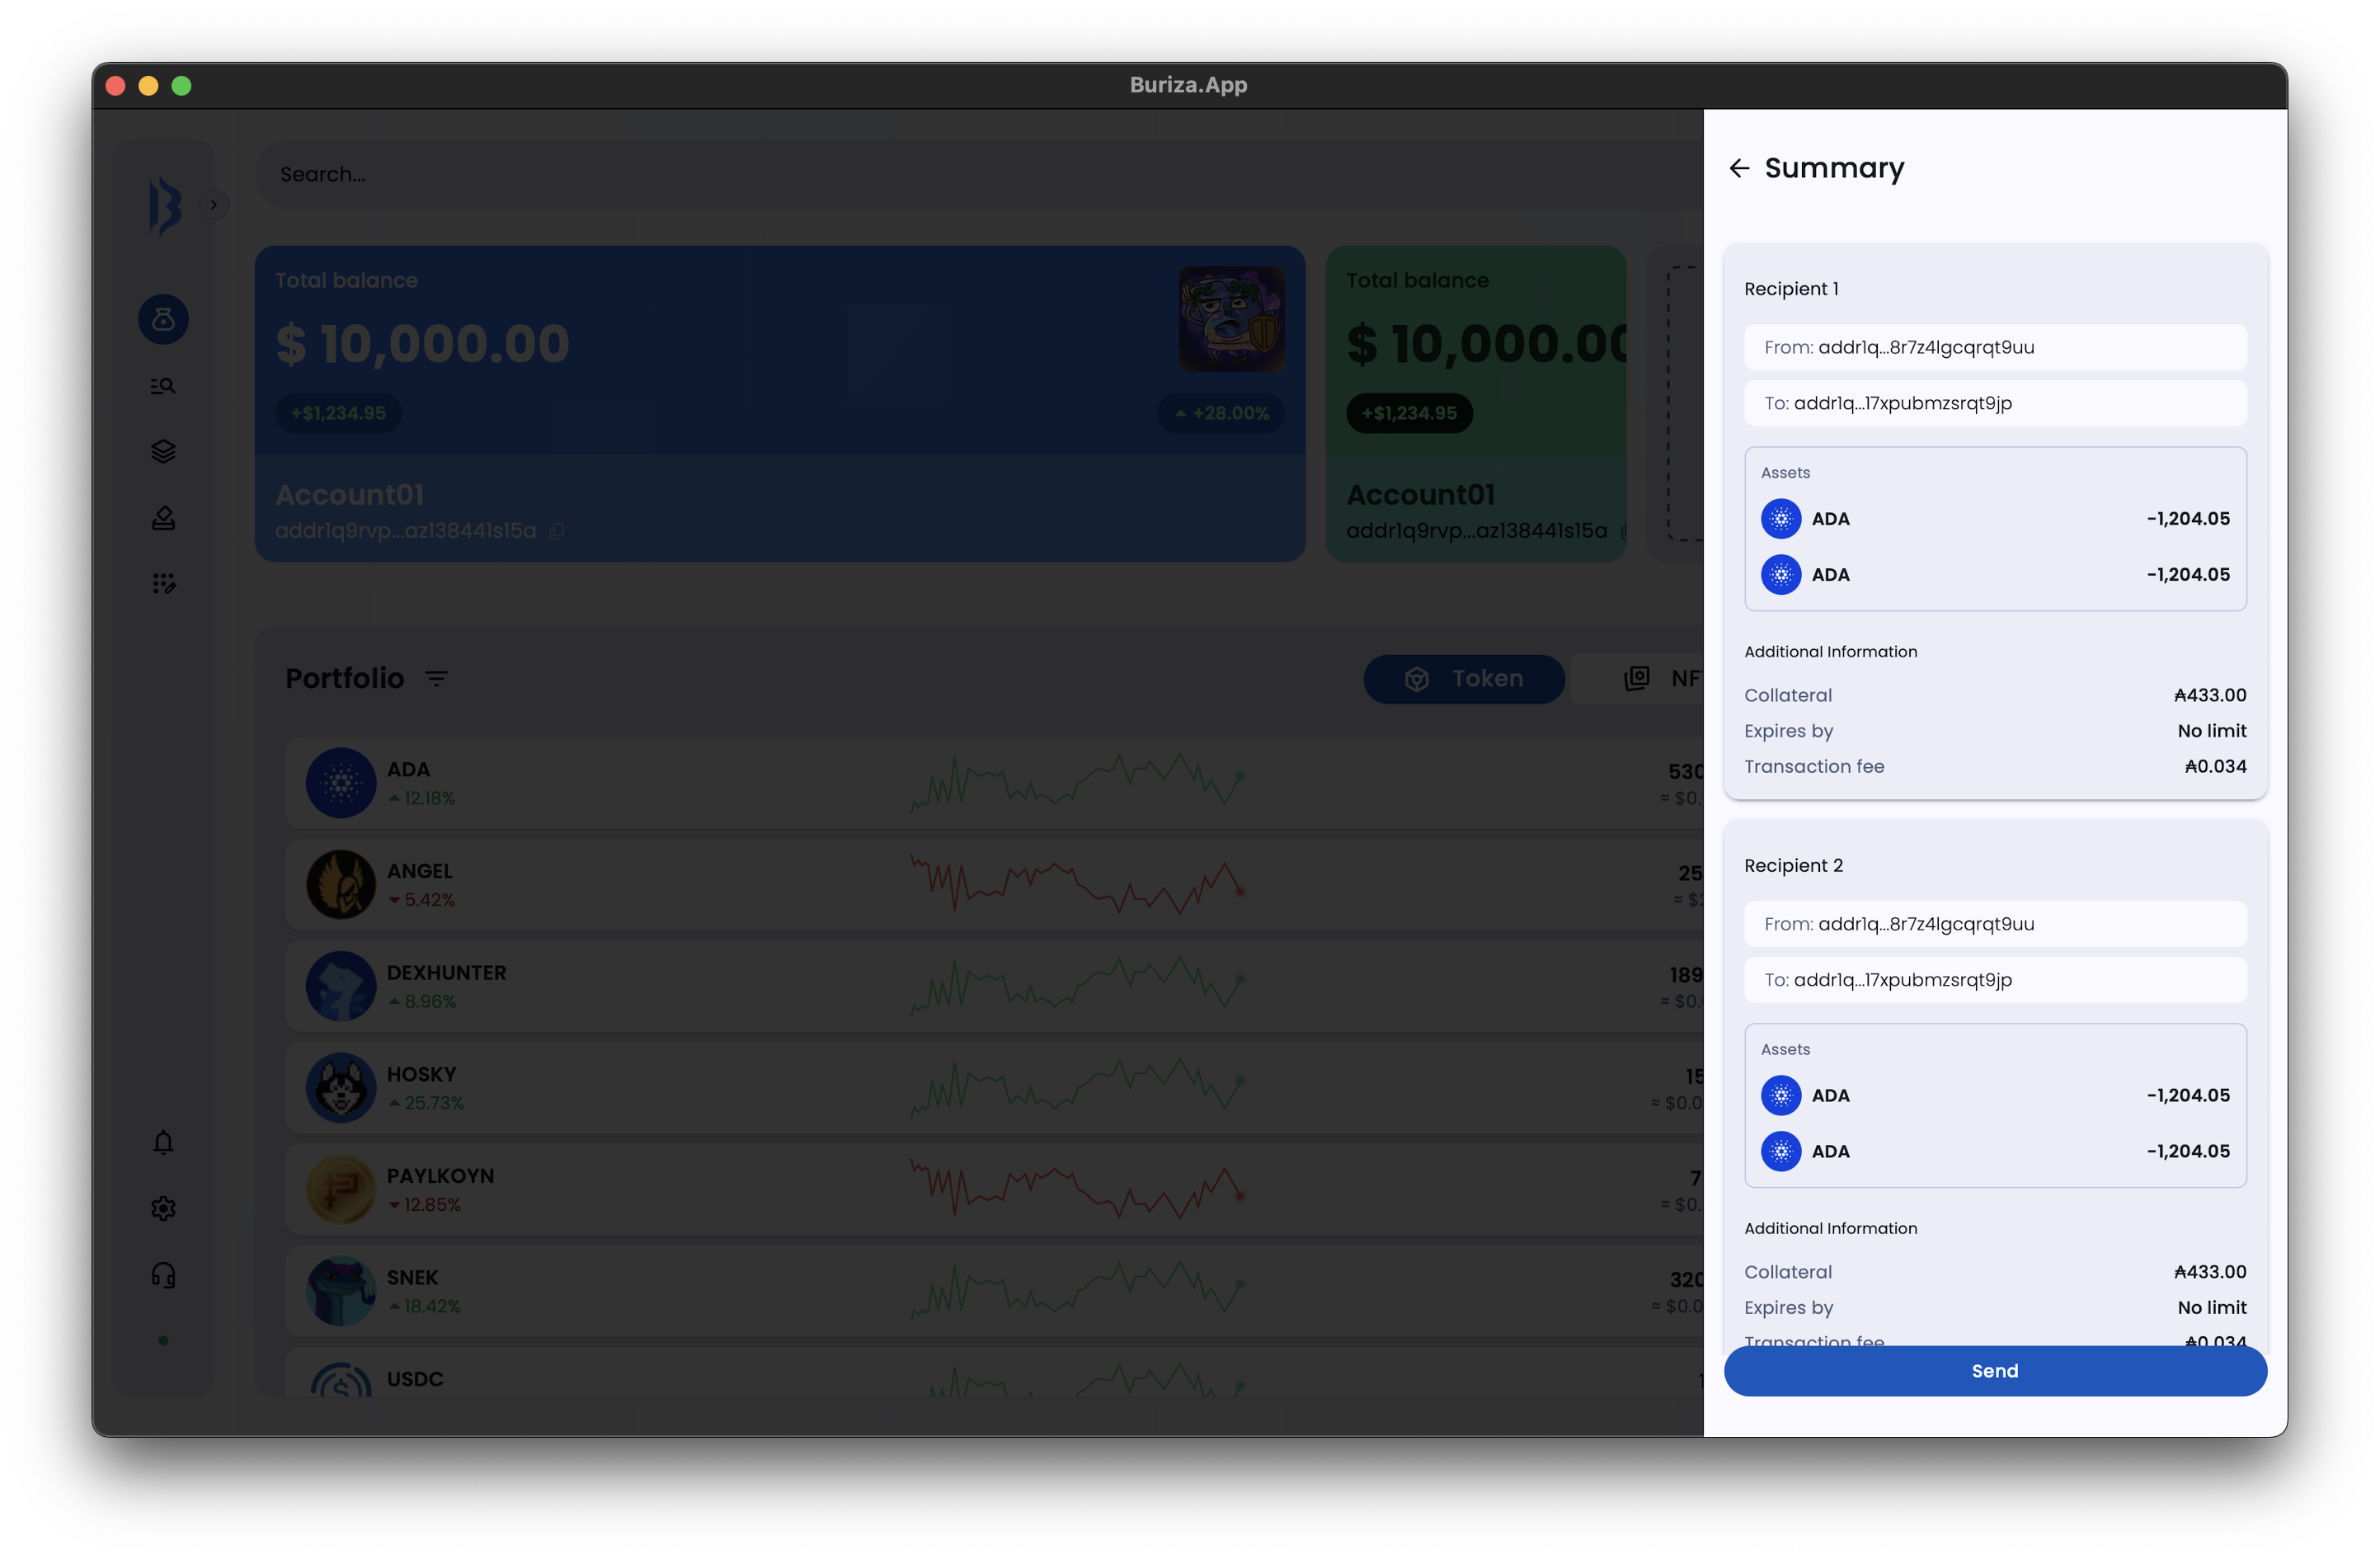 Buriza.App
Search...
Total balance
$ 10,000.00
+$1,234.95
+28.00%
Account01
addr1q9rvp...az138441s15a
Total balance
$ 10,000.00
+$1,234.95
Account01
addr1q9rvp...az138441s15a
Portfolio
Token
NF
ADA
12.18%
530
≈ $0.
ANGEL
5.42%
25
≈ $2
DEXHUNTER
8.96%
189
≈ $0.
HOSKY
25.73%
15
≈ $0.0
PAYLKOYN
12.85%
7
≈ $0.
SNEK
18.42%
320
≈ $0.0
USDC
Summary
Recipient 1
From: addr1q...8r7z4lgcqrqt9uu
To: addr1q...17xpubmzsrqt9jp
Assets
ADA -1,204.05
ADA -1,204.05
Additional Information
Collateral ₳433.00
Expires by No limit
Transaction fee ₳0.034
Recipient 2
From: addr1q...8r7z4lgcqrqt9uu
To: addr1q...17xpubmzsrqt9jp
Assets
ADA -1,204.05
ADA -1,204.05
Additional Information
Collateral ₳433.00
Expires by No limit
Transaction fee ₳0.034
Send